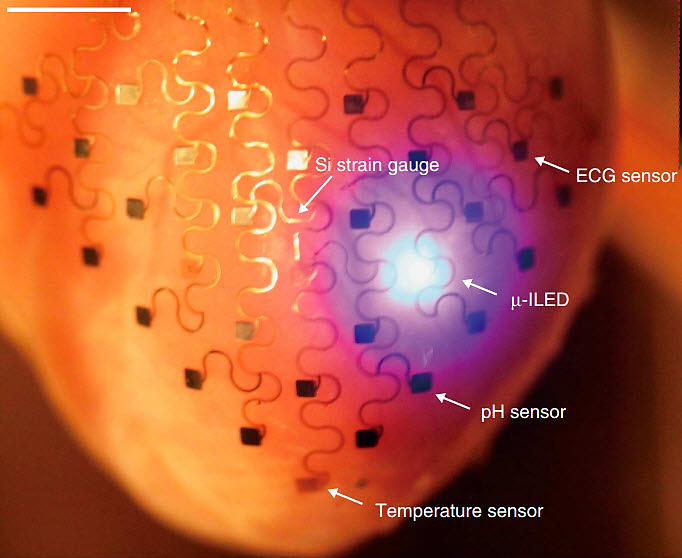 Si strain gauge
ECG sensor
μ-ILED
pH sensor
Temperature sensor